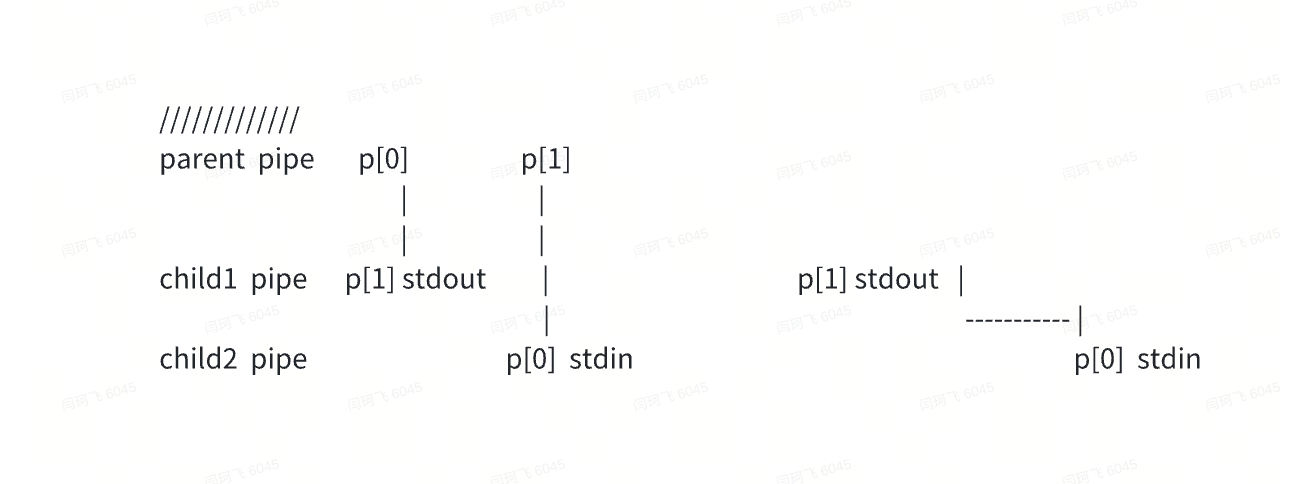 /////////////
parent pipe p[0] p[1]
| |
| |
child1 pipe p[1] stdout | p[1] stdout |
| ----------- |
child2 pipe p[0] stdin p[0] stdin
闫珂飞 6045